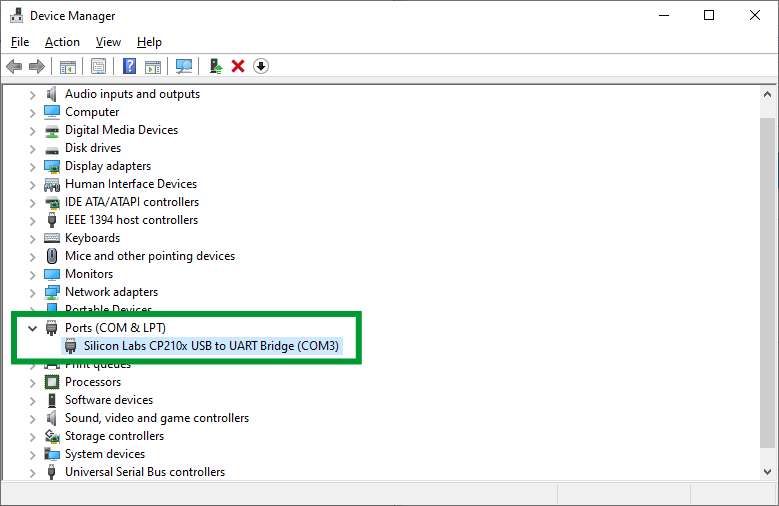 Device Manager
File Action View Help
Audio inputs and outputs
Computer
Digital Media Devices
Disk drives
Display adapters
Human Interface Devices
IDE ATA/ATAPI controllers
IEEE 1394 host controllers
Keyboards
Mice and other pointing devices
Monitors
Network adapters
Portable Devices
Ports (COM & LPT)
Silicon Labs CP210x USB to UART Bridge (COM3)
Print queues
Processors
Software devices
Sound, video and game controllers
Storage controllers
System devices
Universal Serial Bus controllers